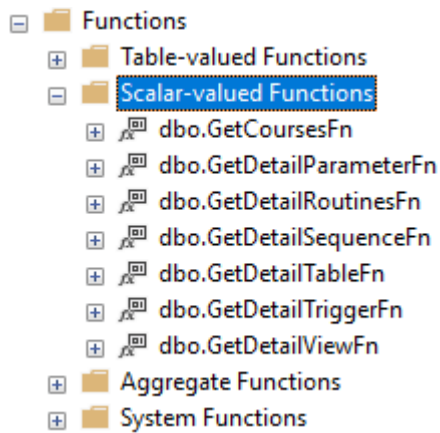 Functions
Table-valued Functions
Scalar-valued Functions
dbo.GetCoursesFn
dbo.GetDetailParameterFn
dbo.GetDetailRoutinesFn
dbo.GetDetailSequenceFn
dbo.GetDetailTableFn
dbo.GetDetailTriggerFn
dbo.GetDetailViewFn
Aggregate Functions
System Functions